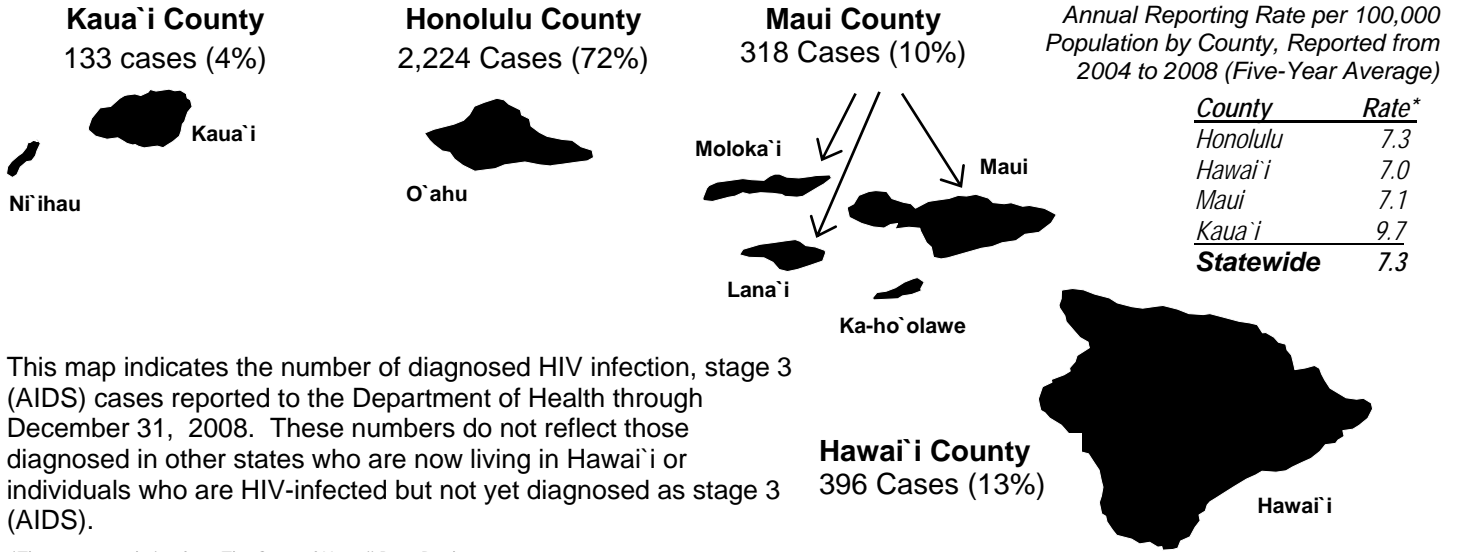 Kaua`i County
133 cases (4%)
Honolulu County
2,224 Cases (72%)
Maui County
318 Cases (10%)
Annual Reporting Rate per 100,000
Population by County, Reported from
2004 to 2008 (Five-Year Average)
County Rate*
Honolulu 7.3
Hawai`i 7.0
Maui 7.1
Kaua`i 9.7
Statewide 7.3
Kaua`i
Ni`ihau
O`ahu
Moloka`i
Maui
Lana`i
Ka-ho`olawe
This map indicates the number of diagnosed HIV infection, stage 3
(AIDS) cases reported to the Department of Health through
December 31, 2008. These numbers do not reflect those
diagnosed in other states who are now living in Hawai`i or
individuals who are HIV-infected but not yet diagnosed as stage 3
(AIDS).
Hawai`i County
396 Cases (13%)
Hawai`i